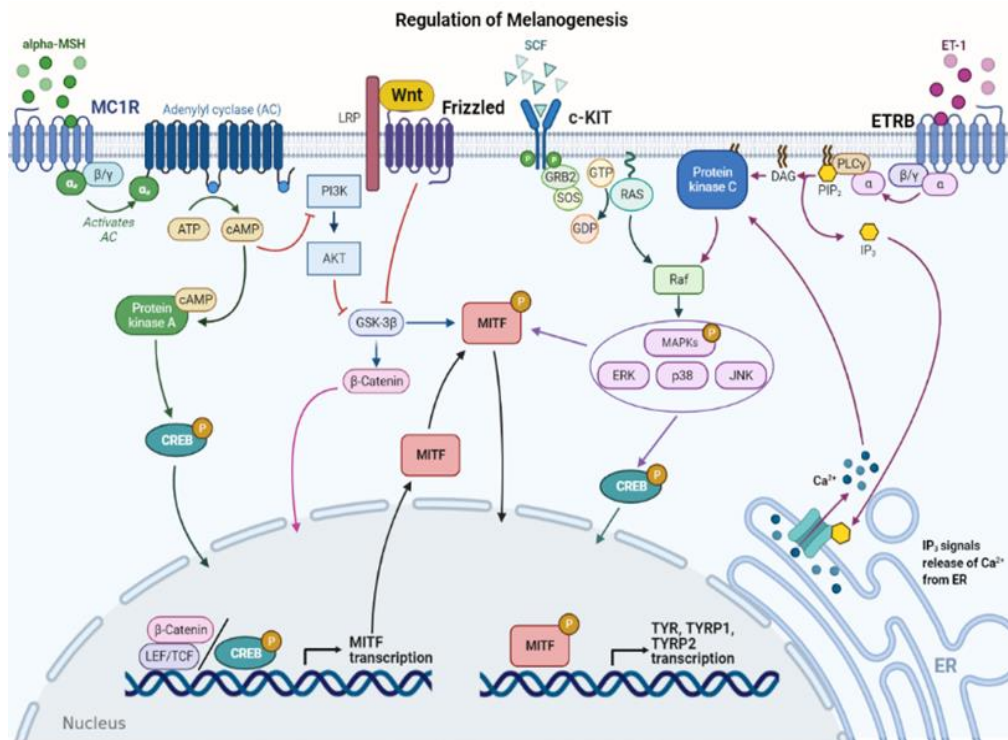 Regulation of Melanogenesis
alpha-MSH
MC1R
Adenylyl cyclase (AC)
LRP
Wnt
Frizzled
SCF
c-KIT
ET-1
ETRB
β/γ
Activates
AC
ATP
cAMP
PI3K
AKT
P
P
GRB2
SOS
GTP
GDP
RAS
Protein
kinase C
DAG
PIP₂
PLCγ
α
β/γ
α
IP₃
Raf
Protein
kinase A
cAMP
GSK-3β
MITF
P
MAPKs
P
ERK
p38
JNK
β-Catenin
CREB
P
MITF
CREB
P
Ca²⁺
IP₃ signals
release of Ca²⁺
from ER
ER
β-Catenin
LEF/TCF
CREB
P
MITF
transcription
MITF
P
TYR, TYRP1,
TYRP2
transcription
Nucleus